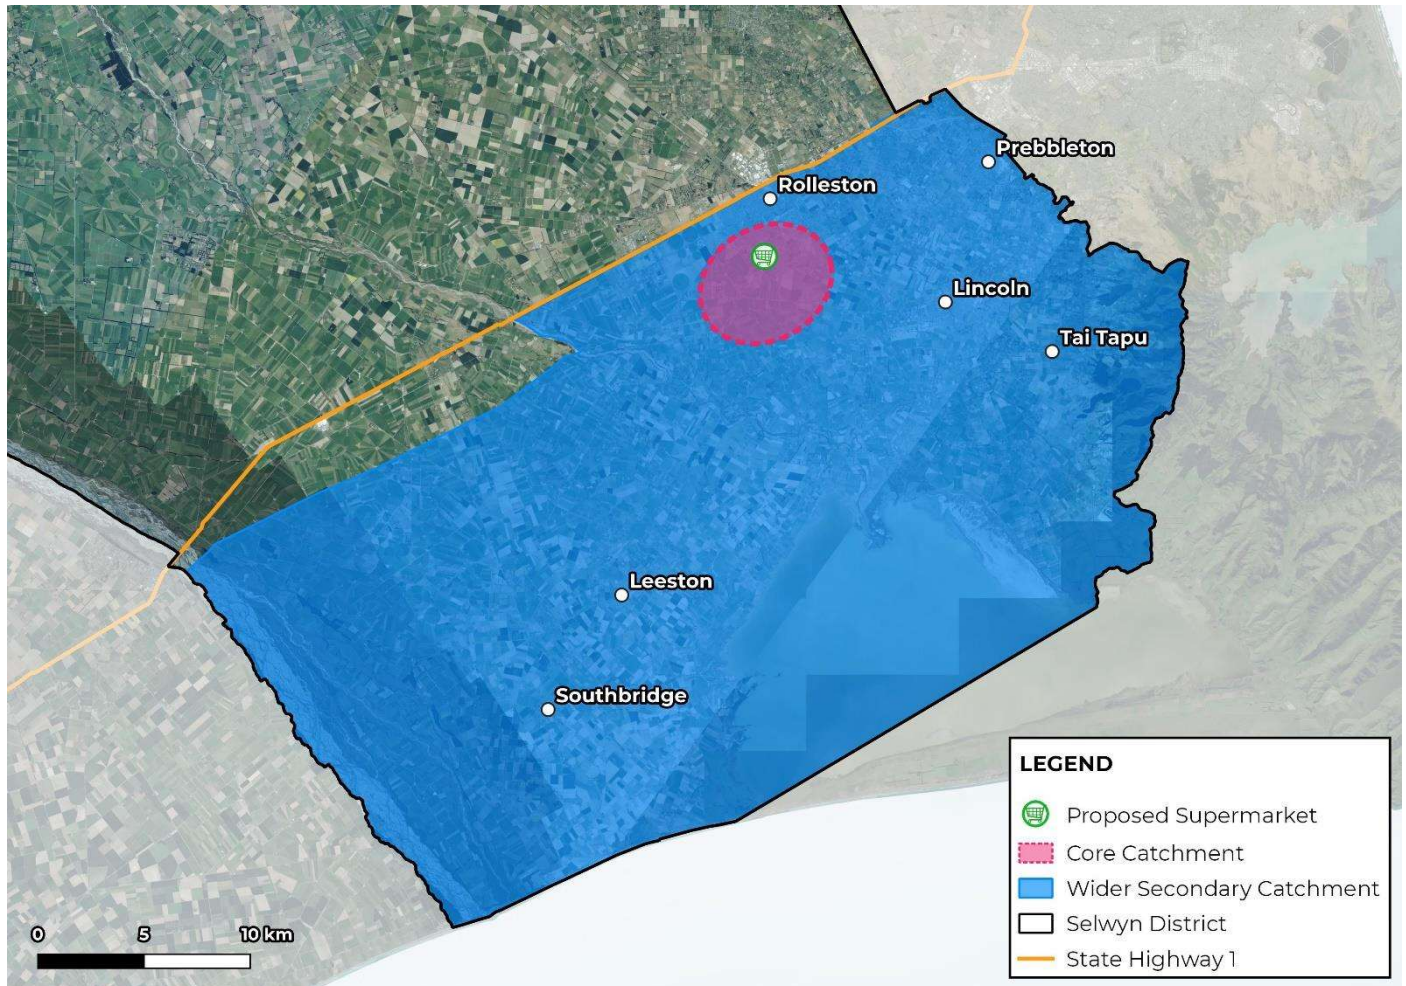 Prebbleton
Rolleston
Lincoln
Tai Tapu
Leeston
Southbridge
LEGEND
Proposed Supermarket
Core Catchment
Wider Secondary Catchment
Selwyn District
State Highway 1
0 5 10 km